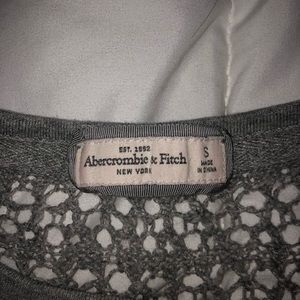 EST. 1892
Abercrombie & Fitch
NEW YORK
S
MADE
IN CHINA